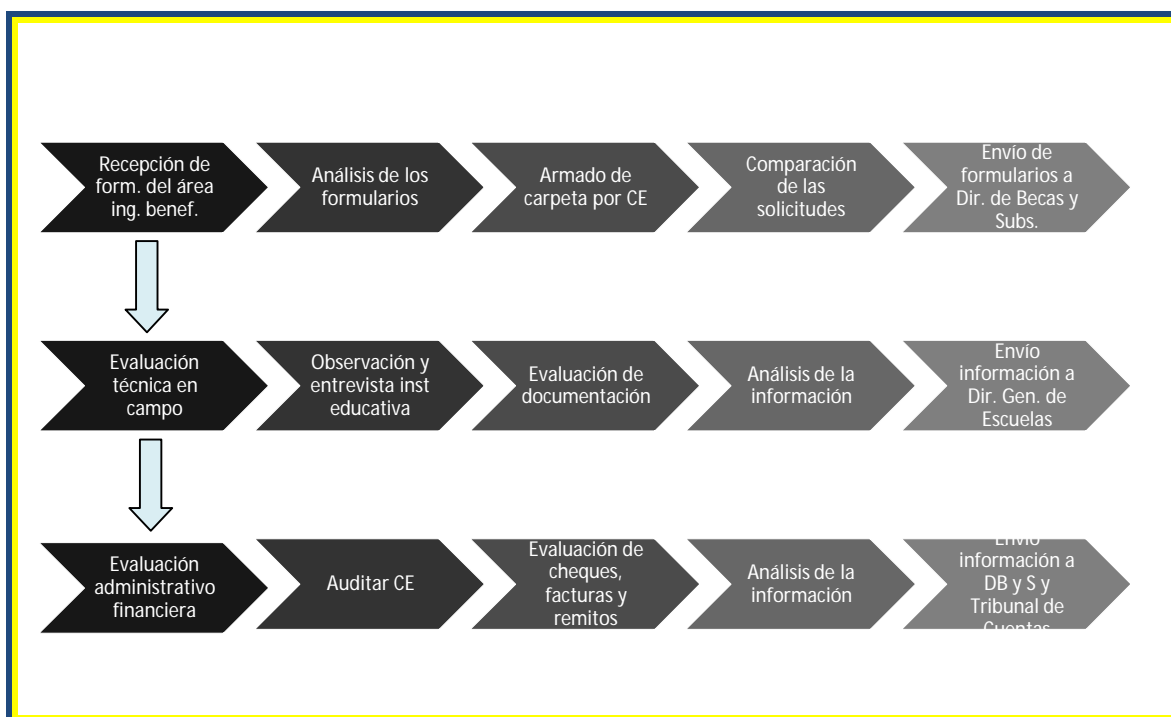 Recepción de
form. del área
ing. benef.
Análisis de los
formularios
Armado de
carpeta por CE
Comparación
de las
solicitudes
Envío de
formularios a
Dir. de Becas y
Subs.
Evaluación
técnica en
campo
Observación y
entrevista inst
educativa
Evaluación de
documentación
Análisis de la
información
Envío
información a
Dir. Gen. de
Escuelas
Evaluación
administrativo
financiera
Auditar CE
Evaluación de
cheques,
facturas y
remitos
Análisis de la
información
Envío
información a
DB y S y
Tribunal de
Cuentas